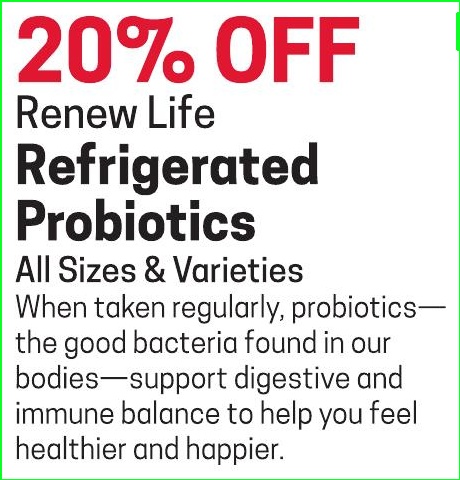 20% OFF
Renew Life
Refrigerated
Probiotics
All Sizes & Varieties
When taken regularly, probiotics—
the good bacteria found in our
bodies—support digestive and
immune balance to help you feel
healthier and happier.